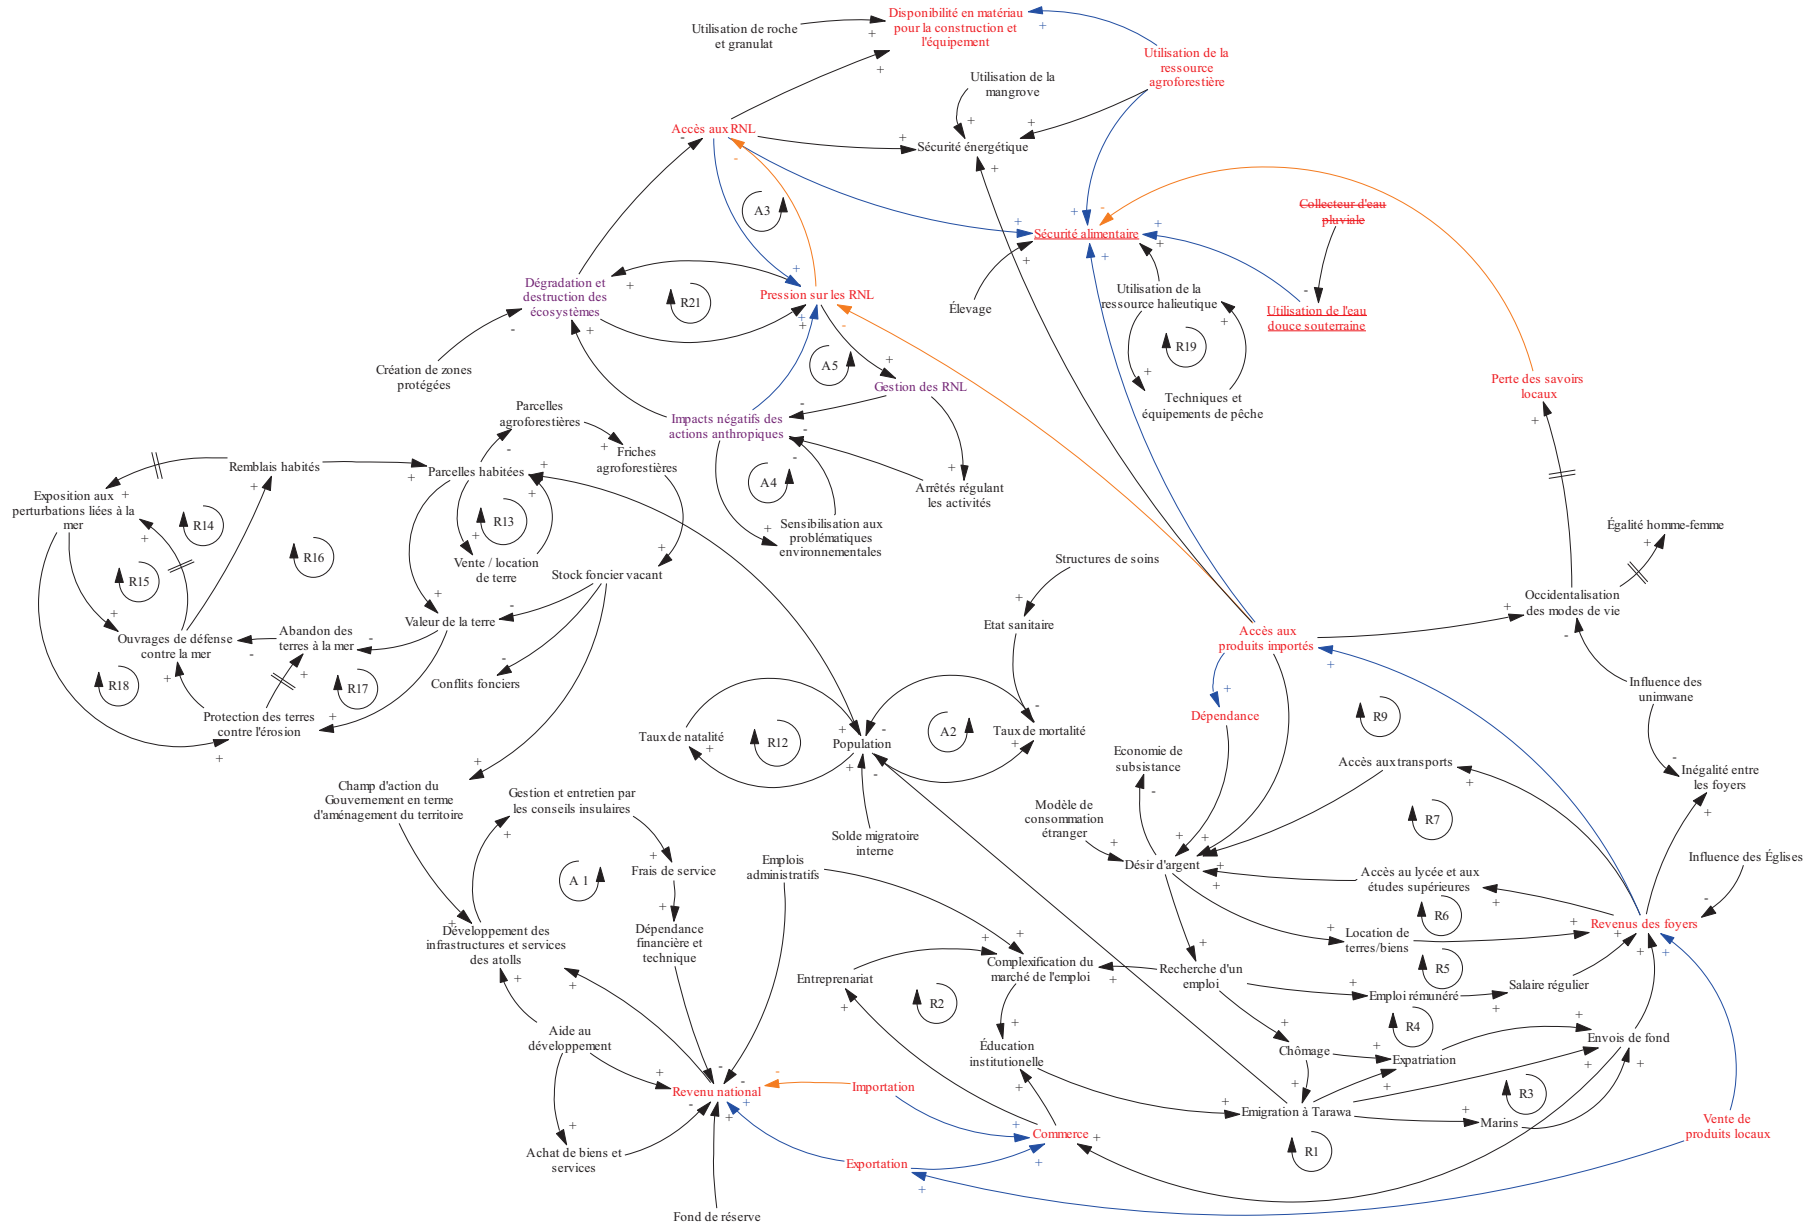 Disponibilité en matériau
pour la construction et
l'équipement
Utilisation de roche
et granulat
Utilisation de la
ressource
agroforestière
Utilisation de la
mangrove
Accès aux RNL
Sécurité énergétique
A3
Collecteur d'eau
pluviale
Sécurité alimentaire
Dégradation et
destruction des
écosystèmes
Pression sur les RNL
R21
Utilisation de la
ressource halieutique
Élevage
Utilisation de l'eau
douce souterraine
R19
Création de zones
protégées
A5
Gestion des RNL
Perte des savoirs
locaux
Techniques et
équipements de pêche
Parcelles
agroforestières
Impacts négatifs des
actions anthropiques
Friches
agroforestières
Remblais habités
Parcelles habitées
A4
Arrêtés régulant
les activités
Exposition aux
perturbations liées à la
mer
R14
R13
Sensibilisation aux
problématiques
environnementales
Égalité homme-femme
R16
Vente / location
de terre
Stock foncier vacant
Structures de soins
R15
Occidentalisation
des modes de vie
Valeur de la terre
Etat sanitaire
Ouvrages de défense
contre la mer
Abandon des
terres à la mer
Accès aux
produits importés
R18
R17
Conflits fonciers
Influence des
unimwane
Protection des terres
contre l'érosion
Dépendance
R9
Taux de natalité
R12
Population
A2
Taux de mortalité
Economie de
subsistance
Accès aux transports
Inégalité entre
les foyers
Champ d'action du
Gouvernement en terme
d'aménagement du territoire
Gestion et entretien par
les conseils insulaires
Modèle de
consommation
étranger
R7
Solde migratoire
interne
Emplois
administratifs
Désir d'argent
Influence des Églises
A 1
Frais de service
Accès au lycée et aux
études supérieures
R6
Revenus des foyers
Développement des
infrastructures et services
des atolls
Dépendance
financière et
technique
Location de
terres/biens
R5
Entreprenariat
Complexification du
marché de l'emploi
Recherche d'un
emploi
Emploi rémunéré
Salaire régulier
R2
R4
Aide au
développement
Éducation
institutionelle
Chômage
Expatriation
Envois de fond
Revenu national
Importation
R3
Emigration à Tarawa
Marins
Commerce
Vente de
produits locaux
Achat de biens et
services
Exportation
R1
Fond de réserve